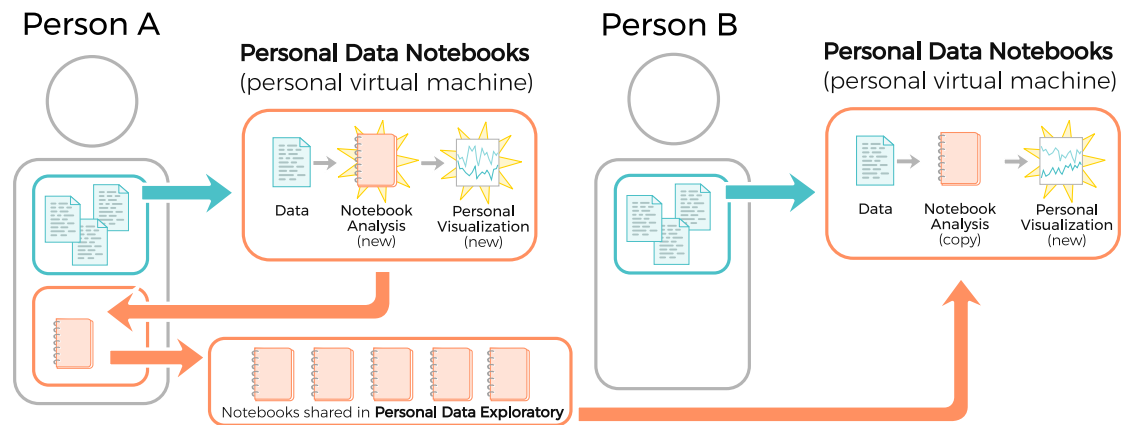 Person A
Personal Data Notebooks
(personal virtual machine)
Data
Notebook
Analysis
(new)
Personal
Visualization
(new)
Notebooks shared in Personal Data Exploratory
Person B
Personal Data Notebooks
(personal virtual machine)
Data
Notebook
Analysis
(copy)
Personal
Visualization
(new)